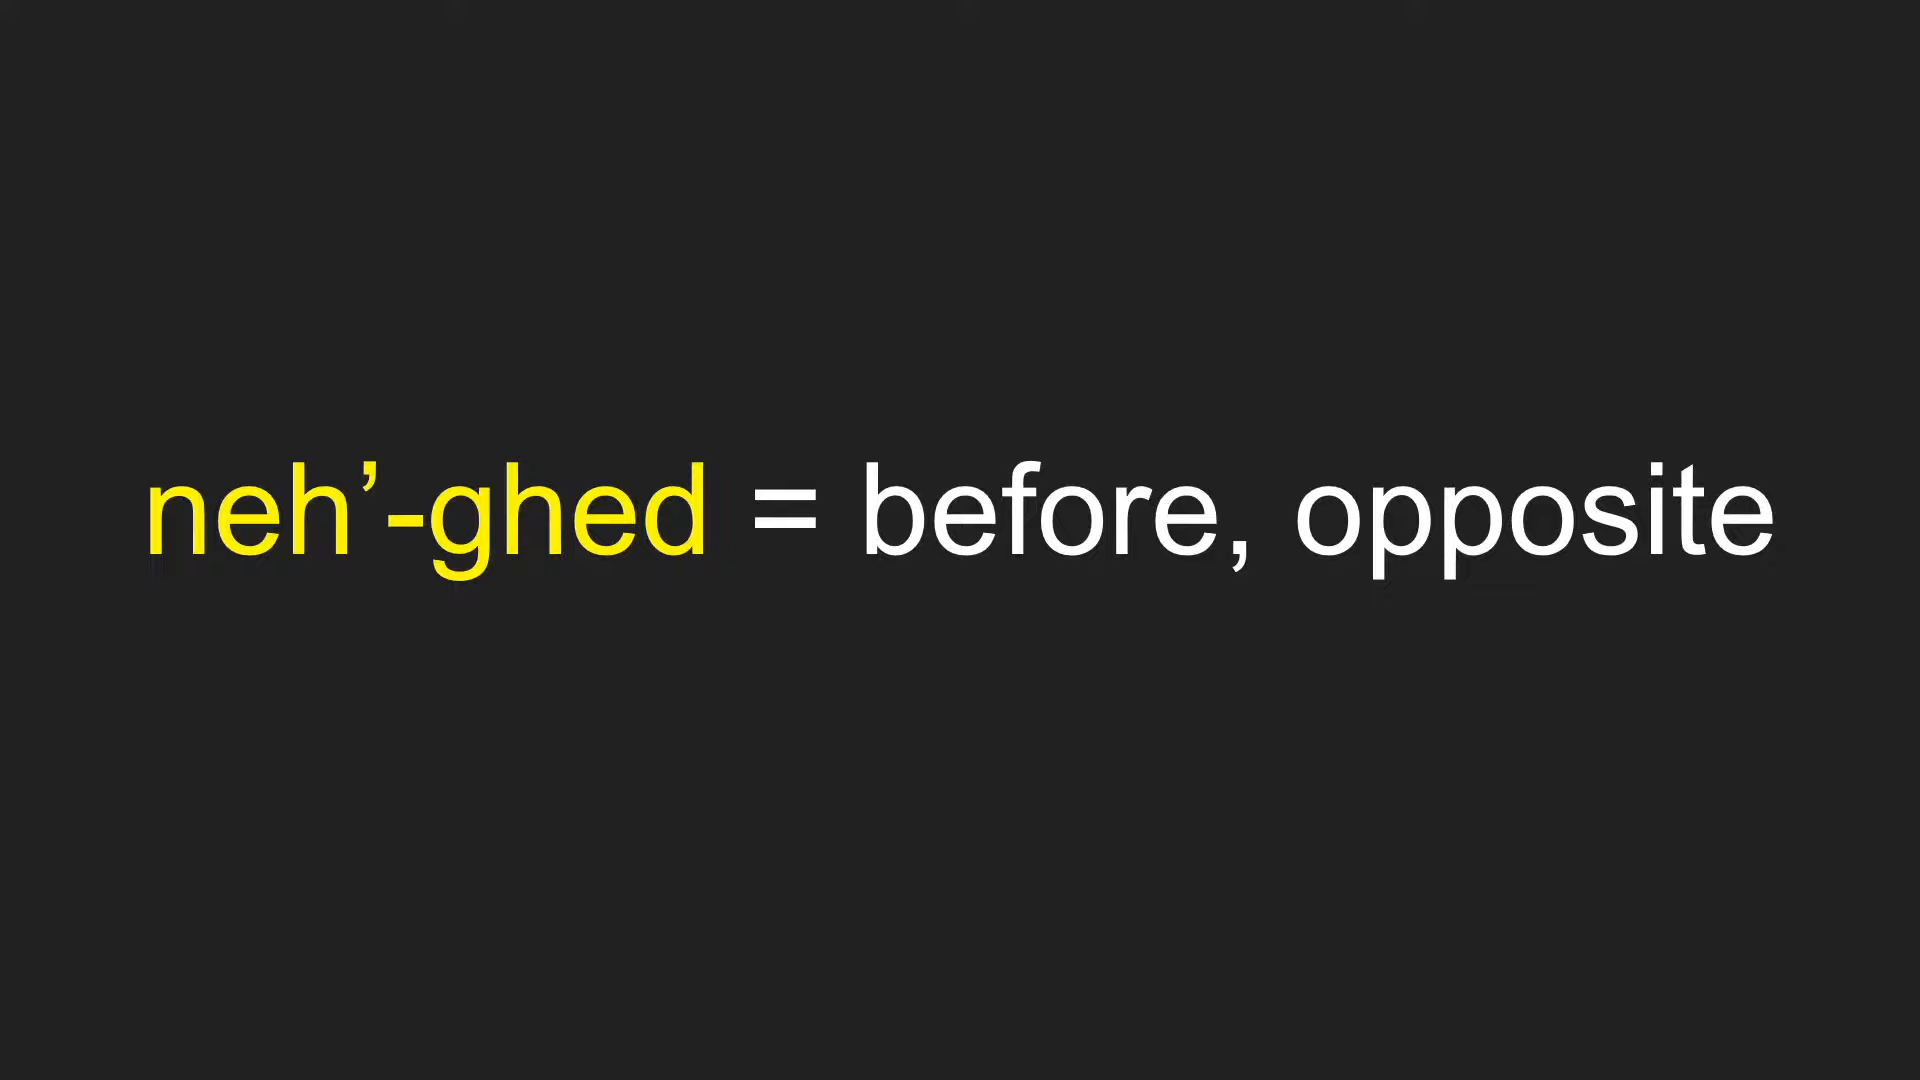 neh’-ghed = before, opposite